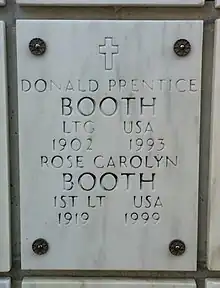 DONALD PRENTICE
BOOTH
LTG USA
1902 1993
ROSE CAROLYN
BOOTH
1ST LT USA
1919 1999